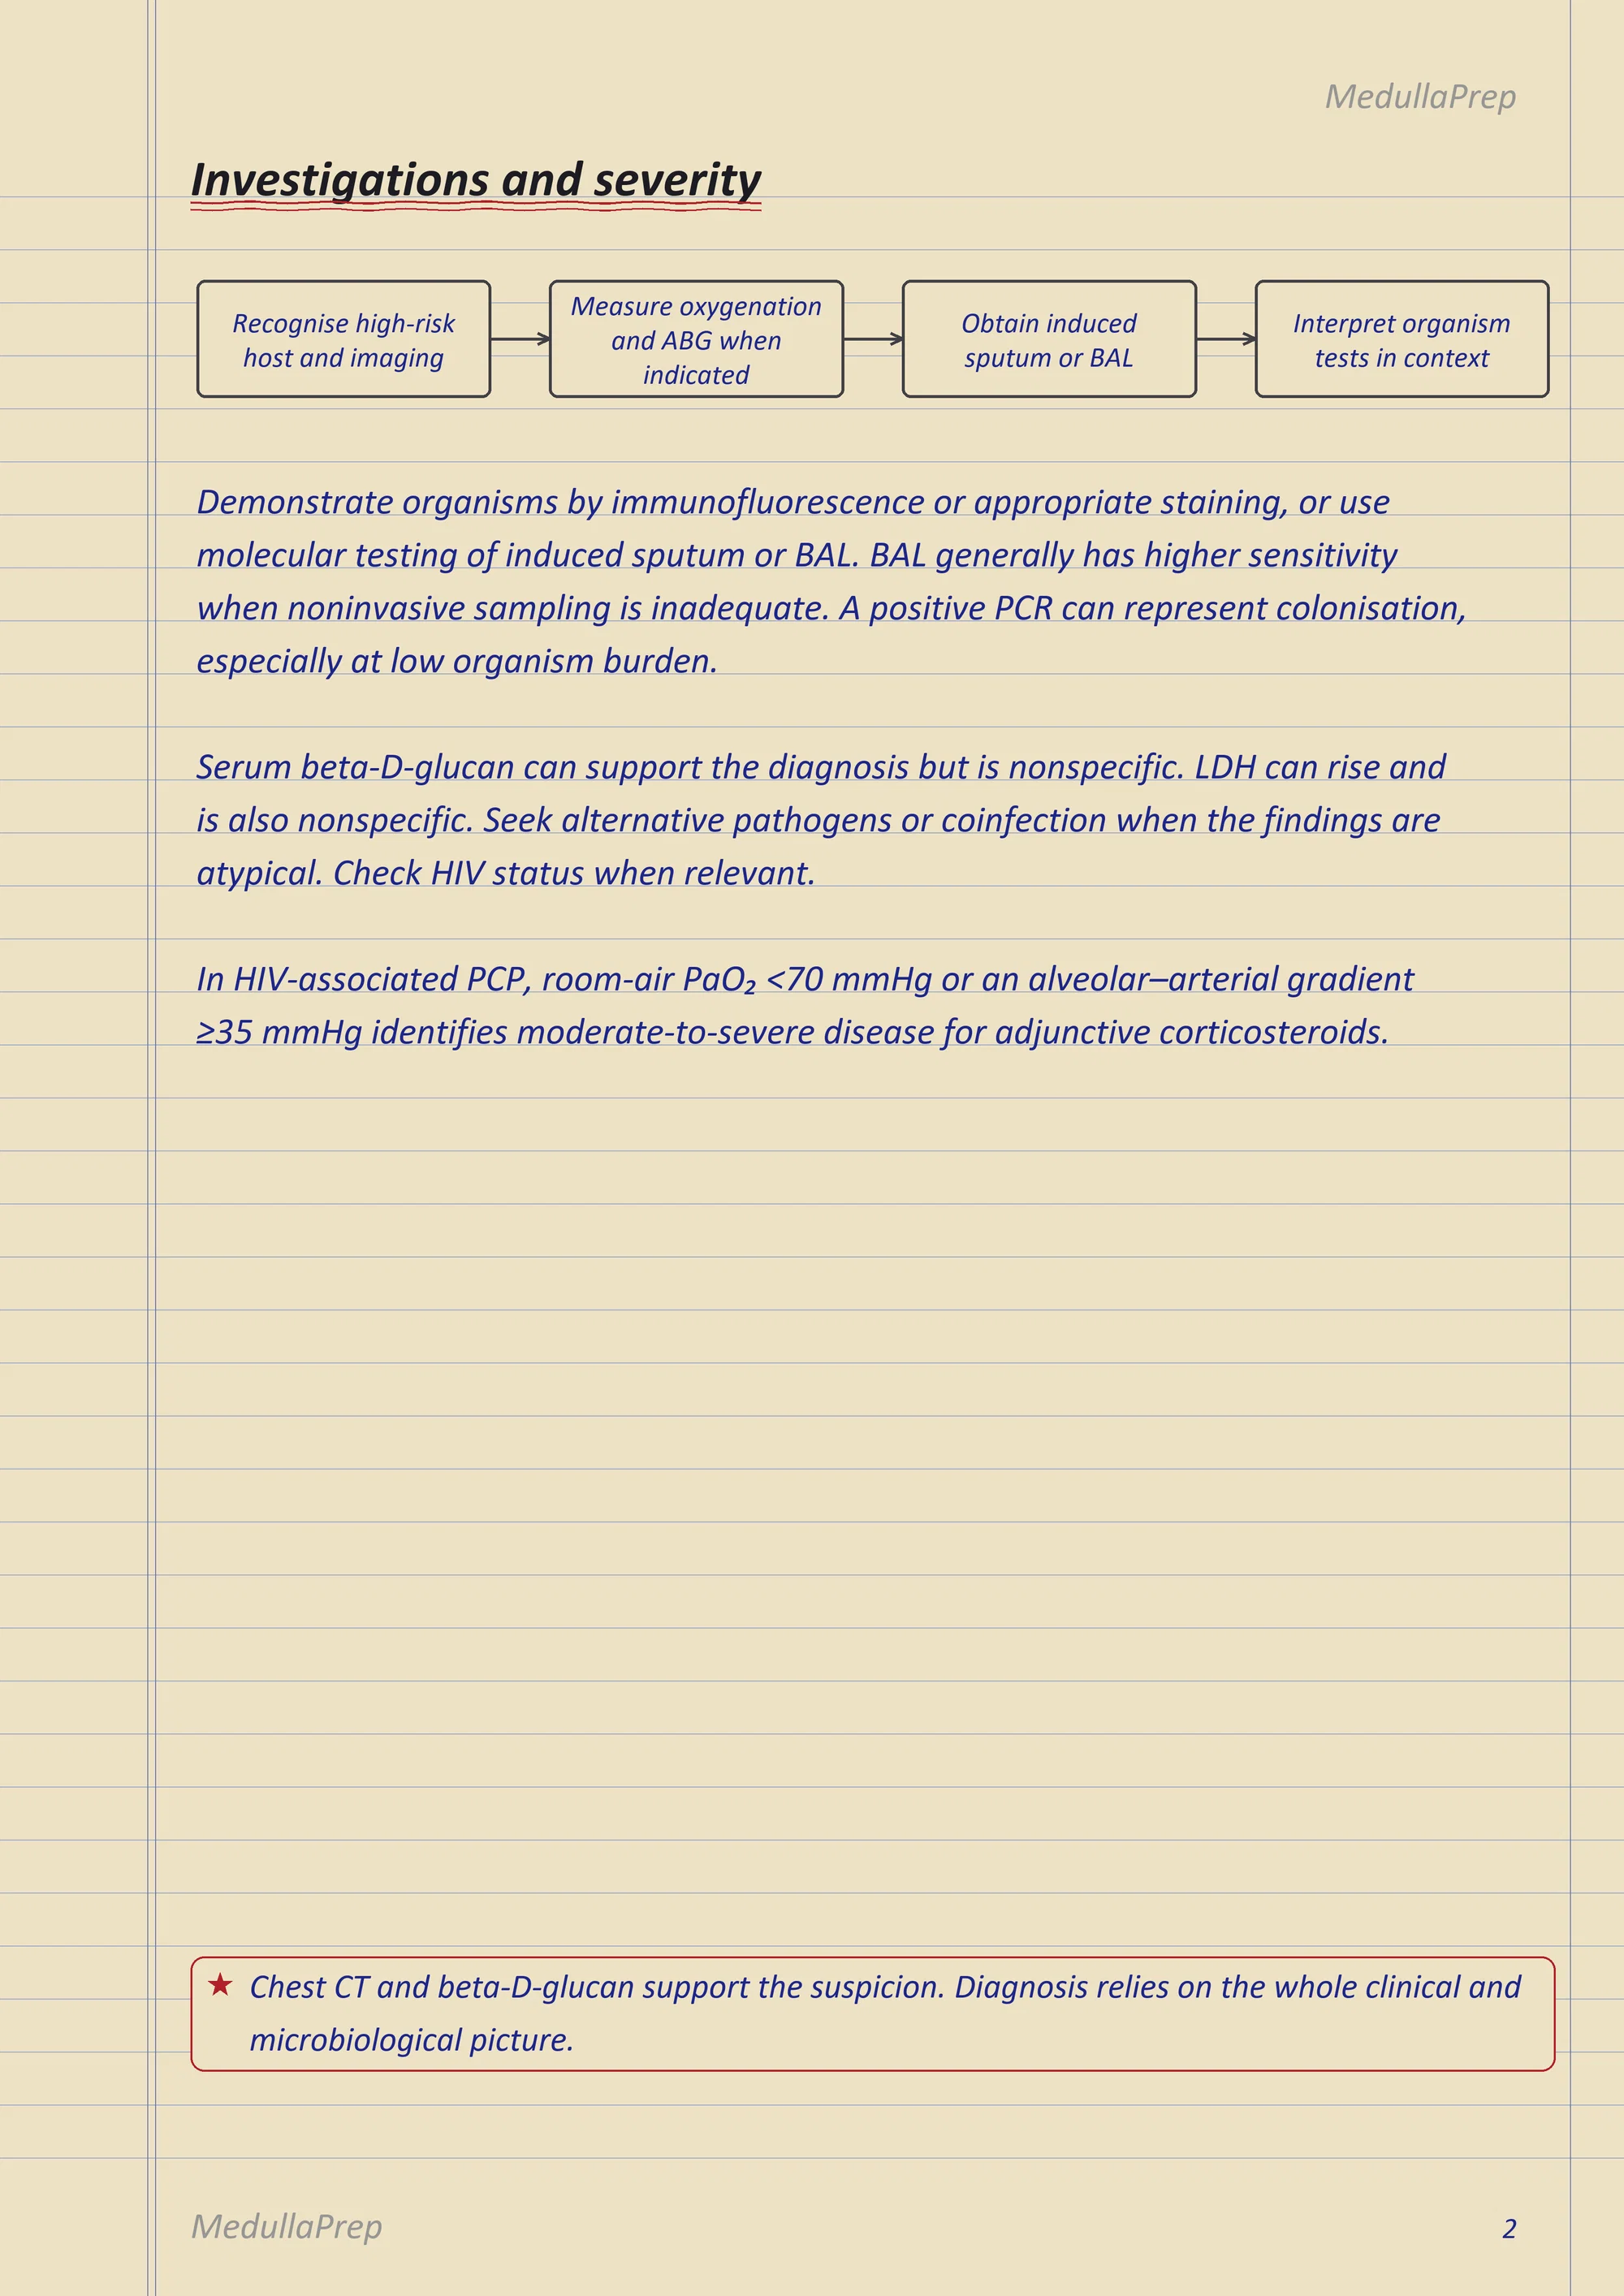 MedullaPrep
Investigations and severity
Recognise high-risk
host and imaging
Measure oxygenation
and ABG when
indicated
Obtain induced
sputum or BAL
Interpret organism
tests in context
Demonstrate organisms by immunofluorescence or appropriate staining, or use
molecular testing of induced sputum or BAL. BAL generally has higher sensitivity
when noninvasive sampling is inadequate. A positive PCR can represent colonisation,
especially at low organism burden.
Serum beta-D-glucan can support the diagnosis but is nonspecific. LDH can rise and
is also nonspecific. Seek alternative pathogens or coinfection when the findings are
atypical. Check HIV status when relevant.
In HIV-associated PCP, room-air PaO₂ <70 mmHg or an alveolar–arterial gradient
≥35 mmHg identifies moderate-to-severe disease for adjunctive corticosteroids.
★ Chest CT and beta-D-glucan support the suspicion. Diagnosis relies on the whole clinical and
microbiological picture.
MedullaPrep
2